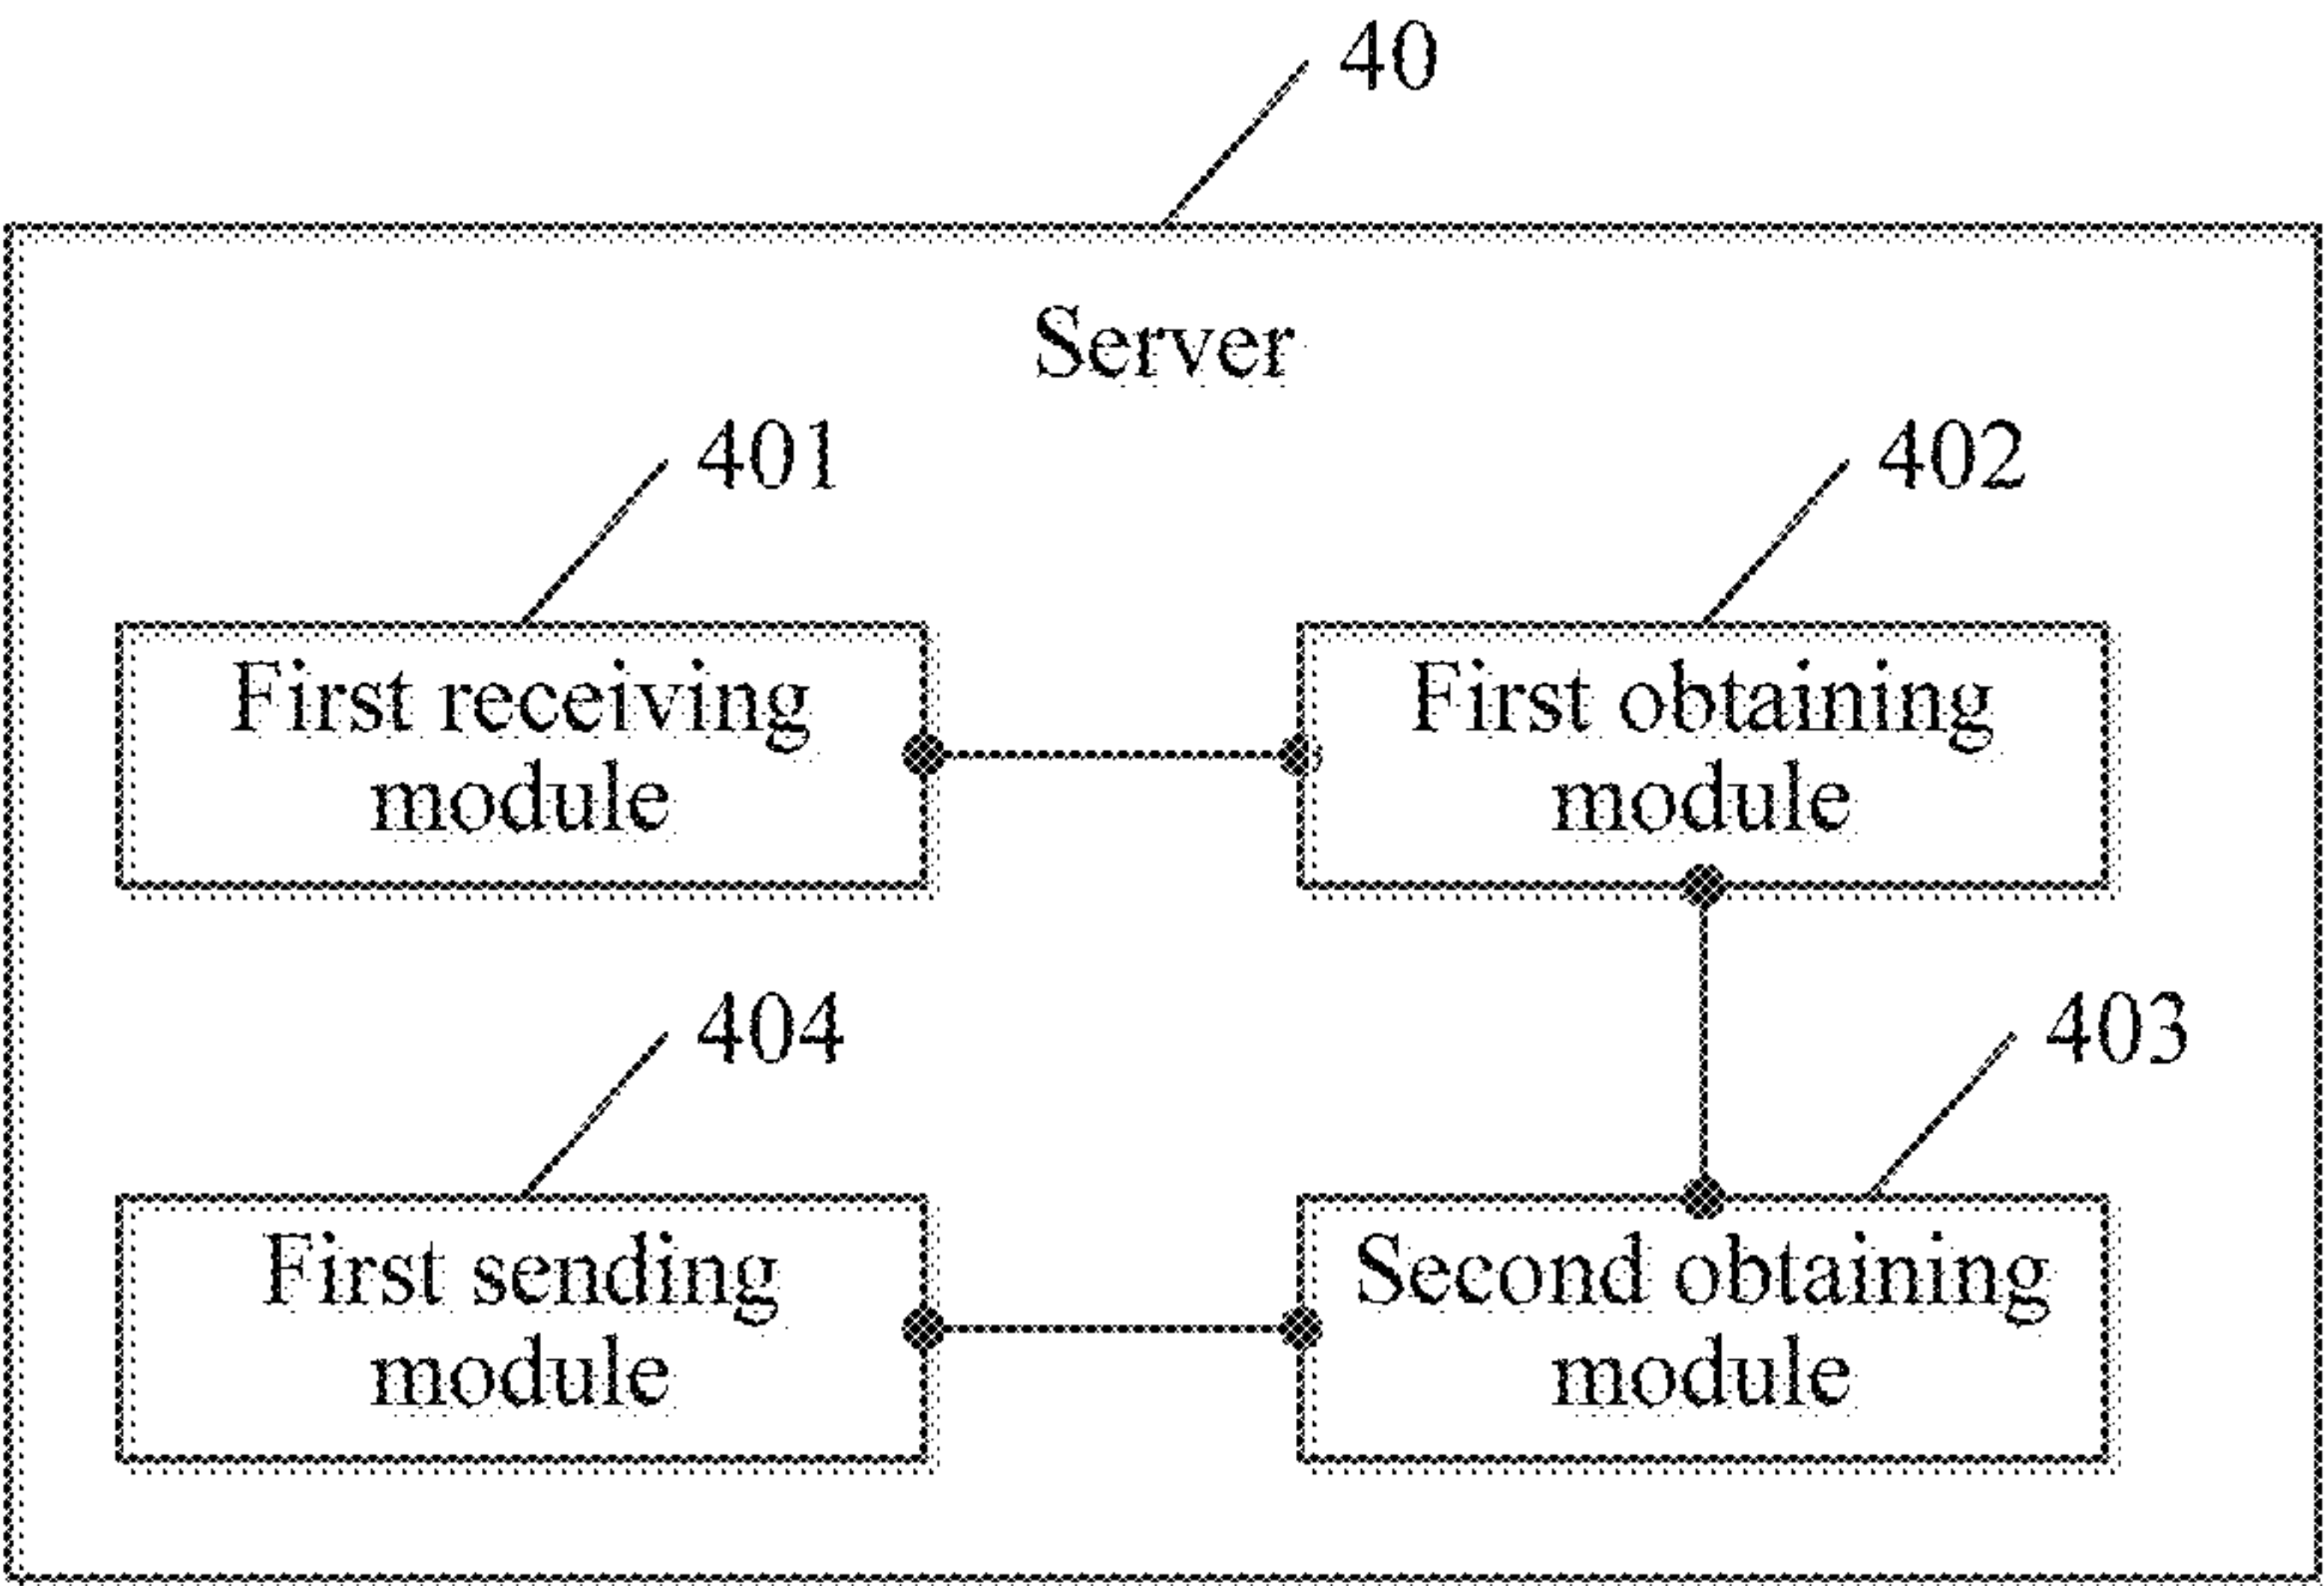 40
Server
401
402
First receiving
module
First obtaining
module
404
403
First sending
module
Second obtaining
module